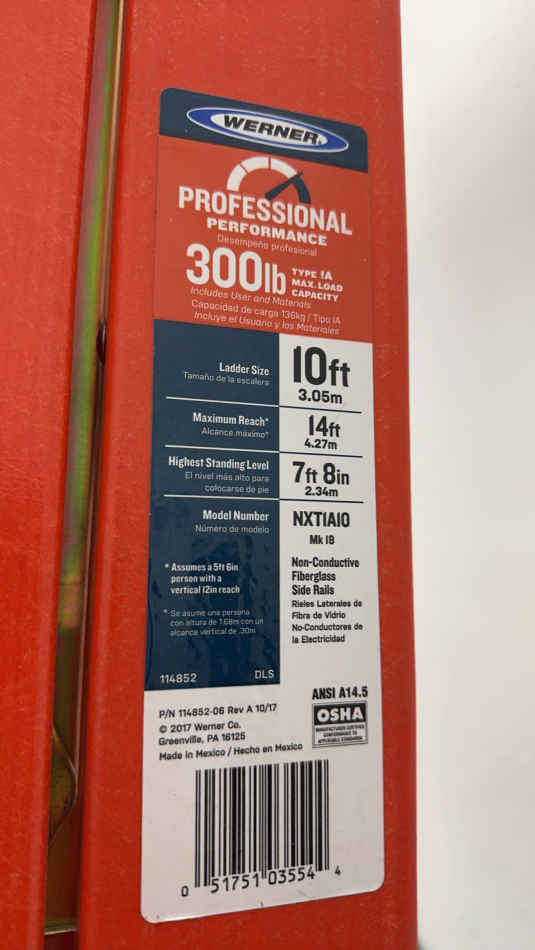 WERNER®
PROFESSIONAL
PERFORMANCE
Desempeño profesional
300lb TYPE IA MAX. LOAD CAPACITY
Includes User and Materials
Capacidad de carga 136kg / Tipo IA
Incluye el Usuario y los Materiales
Ladder Size
Tamaño de la escalera
10ft
3.05m
Maximum Reach*
Alcance máximo*
14ft
4.27m
Highest Standing Level
El nivel más alto para
colocarse de pie
7ft 8in
2.34m
Model Number
Número de modelo
NXT1A10
Mk 18
* Assumes a 5ft 6in
person with a
vertical 12in reach
* Se asume una persona
con altura de 1.68m con un
alcance vertical de .30m
Non-Conductive
Fiberglass
Side Rails
Rieles Laterales de
Fibra de Vidrio
No-Conductores de
la Electricidad
114852 DLS
P/N 114852-06 Rev A 10/17
© 2017 Werner Co.
Greenville, PA 16125
Made in Mexico / Hecho en Mexico
ANSI A14.5
OSHA
MANUFACTURER CERTIFIES
CONFORMANCE TO
APPLICABLE STANDARDS
0 51751 03554 4